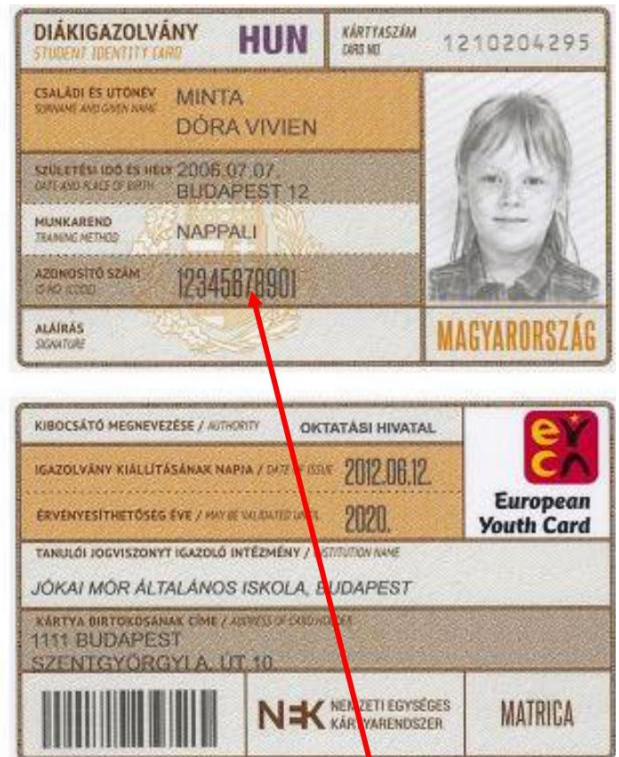 DIÁKIGAZOLVÁNY HUN KÁRTYASZÁM 1210204295
STUDENT IDENTITY CARD CARD NO
CSALÁDI ÉS UTÓNÉV MINTA
SURNAME AND GIVEN NAME
DÓRA VIVIEN
SZÜLETÉSI IDŐ ÉS HELY 2006.07.07.
DATE AND PLACE OF BIRTH BUDAPEST 12
MUNKAREND NAPPALI
TRAINING METHOD
AZONOSÍTÓ SZÁM 12345678901
ID NO (CODE)
ALÁÍRÁS
SIGNATURE
MAGYARORSZÁG
KIBOCSÁTÓ MEGNEVEZÉSE / AUTHORITY OKTATÁSI HIVATAL
IGAZOLVÁNY KIÁLLÍTÁSÁNAK NAPJA / DATE OF ISSUE 2012.06.12.
ÉRVÉNYESÍTHETŐSÉG ÉVE / MAY BE VALIDATED UNTIL 2020.
eyca
European
Youth Card
TANULÓI JOGVISZONYT IGAZOLÓ INTÉZMÉNY / INSTITUTION NAME
JÓKAI MÓR ÁLTALÁNOS ISKOLA, BUDAPEST
KÁRTYA BIRTOKOSÁNAK CÍME / ADDRESS OF CARD HOLDER
1111 BUDAPEST
SZENTGYÖRGYI A. ÚT 10.
NEK NEMZETI EGYSÉGES
KÁRTYARENDSZER
MATRICA